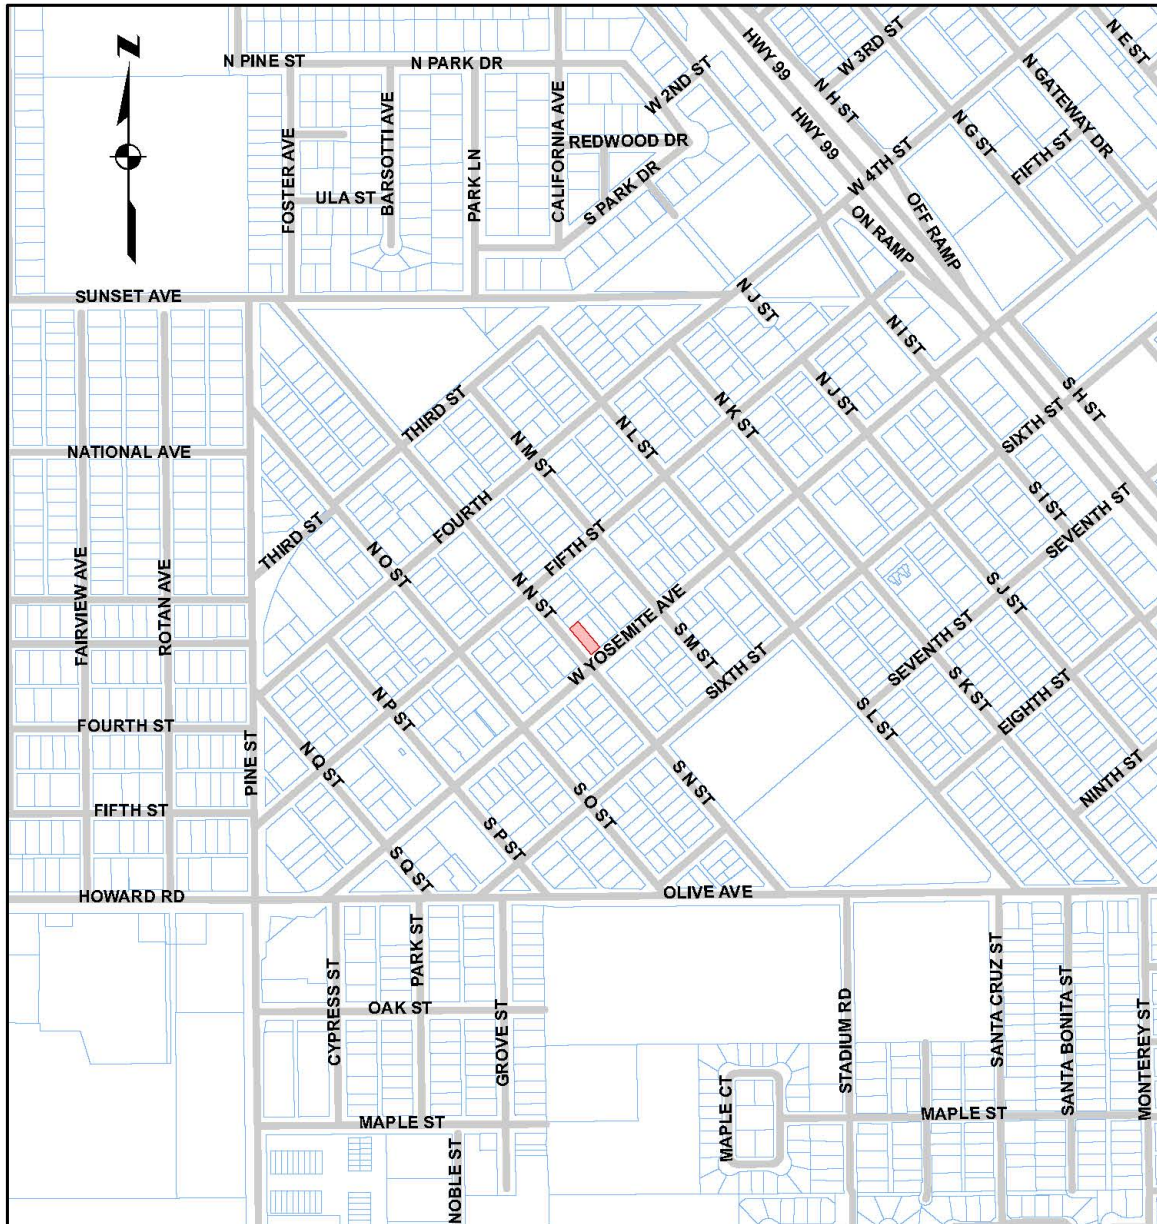 Z
N PINE ST
N PARK DR
W 2ND ST
HWY 99
N H ST
W 3RD ST
N GATEWAY DR
N E ST
HWY 99
N G ST
FIFTH ST
W 4TH ST
OFF RAMP
ON RAMP
FOSTER AVE
BARSOTTI AVE
PARK LN
CALIFORNIA AVE
REDWOOD DR
S PARK DR
ULA ST
SUNSET AVE
N J ST
N I ST
N J ST
N K ST
N L ST
N M ST
THIRD ST
S H ST
SIXTH ST
S I ST
SEVENTH ST
NATIONAL AVE
THIRD ST
FOURTH
FIFTH ST
N O ST
N N ST
FAIRVIEW AVE
ROTAN AVE
W YOSEMITE AVE
S M ST
SIXTH ST
S J ST
SEVENTH ST
S K ST
EIGHTH ST
S L ST
NINTH ST
N P ST
FOURTH ST
PINE ST
N Q ST
S N ST
S O ST
FIFTH ST
S P ST
S Q ST
HOWARD RD
OLIVE AVE
CYPRESS ST
PARK ST
OAK ST
GROVE ST
STADIUM RD
SANTA CRUZ ST
SANTA BONITA ST
MONTEREY ST
MAPLE CT
MAPLE ST
MAPLE ST
NOBLE ST